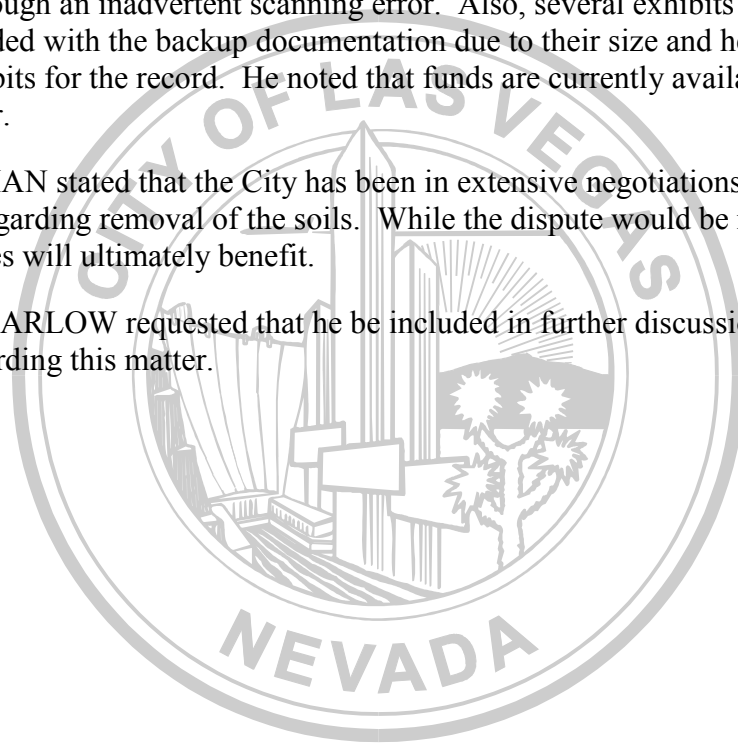 ough an inadvertent scanning error. Also, several exhibits
led with the backup documentation due to their size and he
bits for the record. He noted that funds are currently availa
r.
IAN stated that the City has been in extensive negotiations
garding removal of the soils. While the dispute would be r
es will ultimately benefit.
ARLOW requested that he be included in further discussio
rding this matter.
CITY OF LAS VEGAS
NEVADA